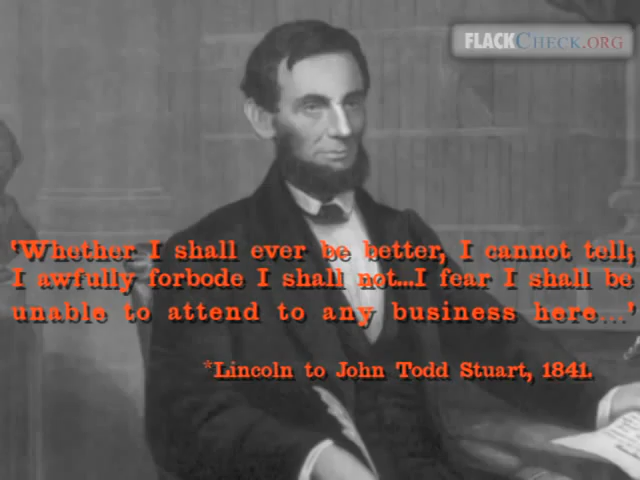 FLACKCHECK.ORG
'Whether I shall ever be better, I cannot tell;
I awfully forbode I shall not...I fear I shall be
unable to attend to any business here....'
*Lincoln to John Todd Stuart, 1841.